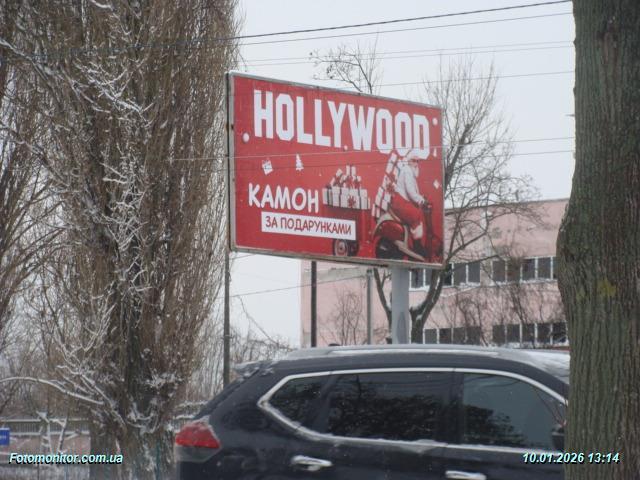 HOLLYWOOD
КАМОН
ЗА ПОДАРУНКАМИ
Fotomonitor.com.ua
10.01.2026 13:14